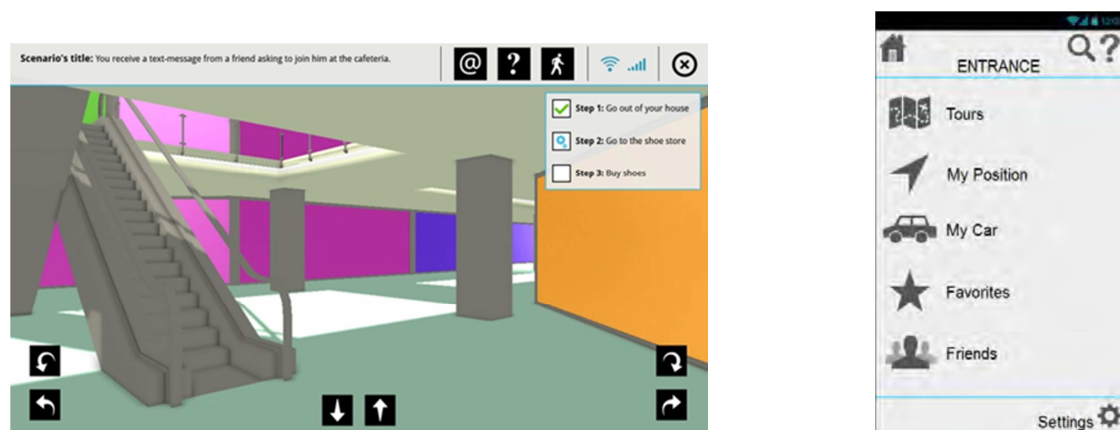 Scenario's title: You receive a text-message from a friend asking to join him at the cafeteria.
@ ?
Step 1: Go out of your house
Step 2: Go to the shoe store
Step 3: Buy shoes
?
ENTRANCE
Tours
My Position
My Car
Favorites
Friends
Settings